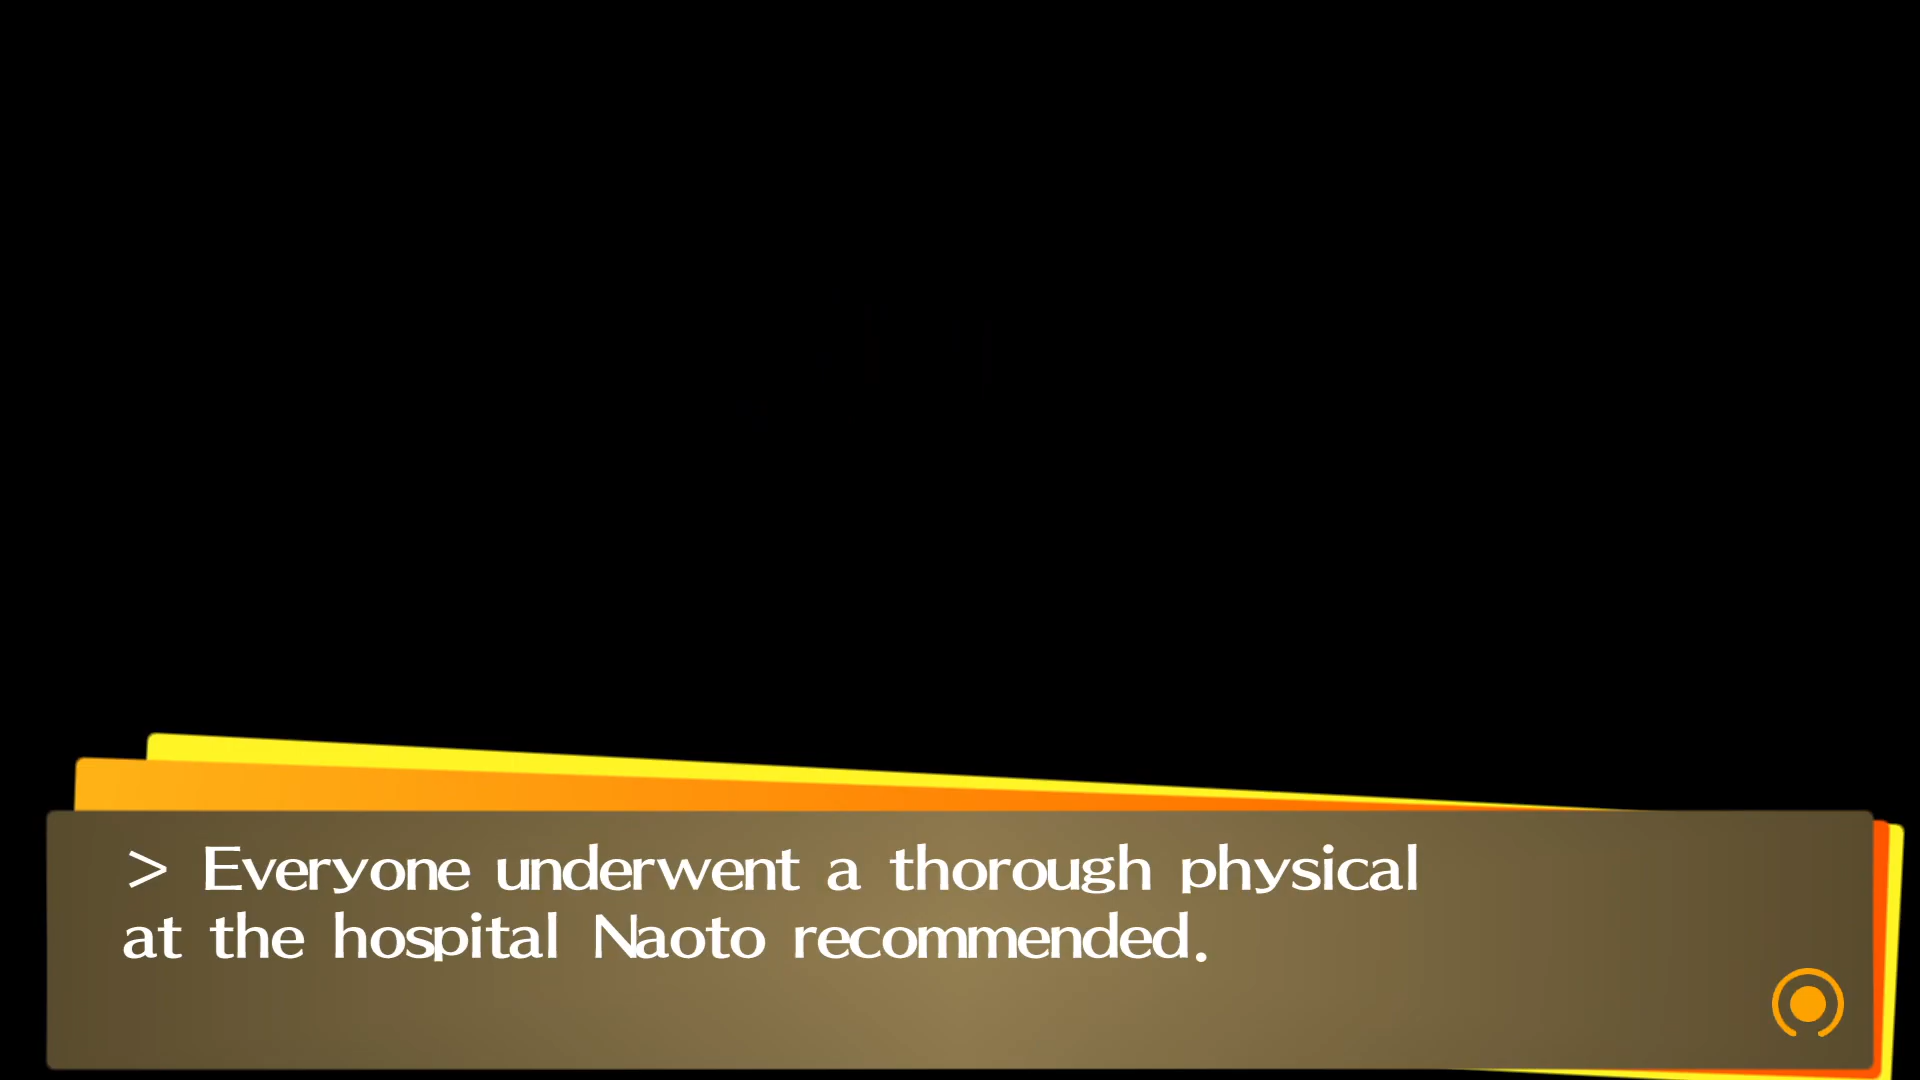 > Everyone underwent a thorough physical
at the hospital Naoto recommended.